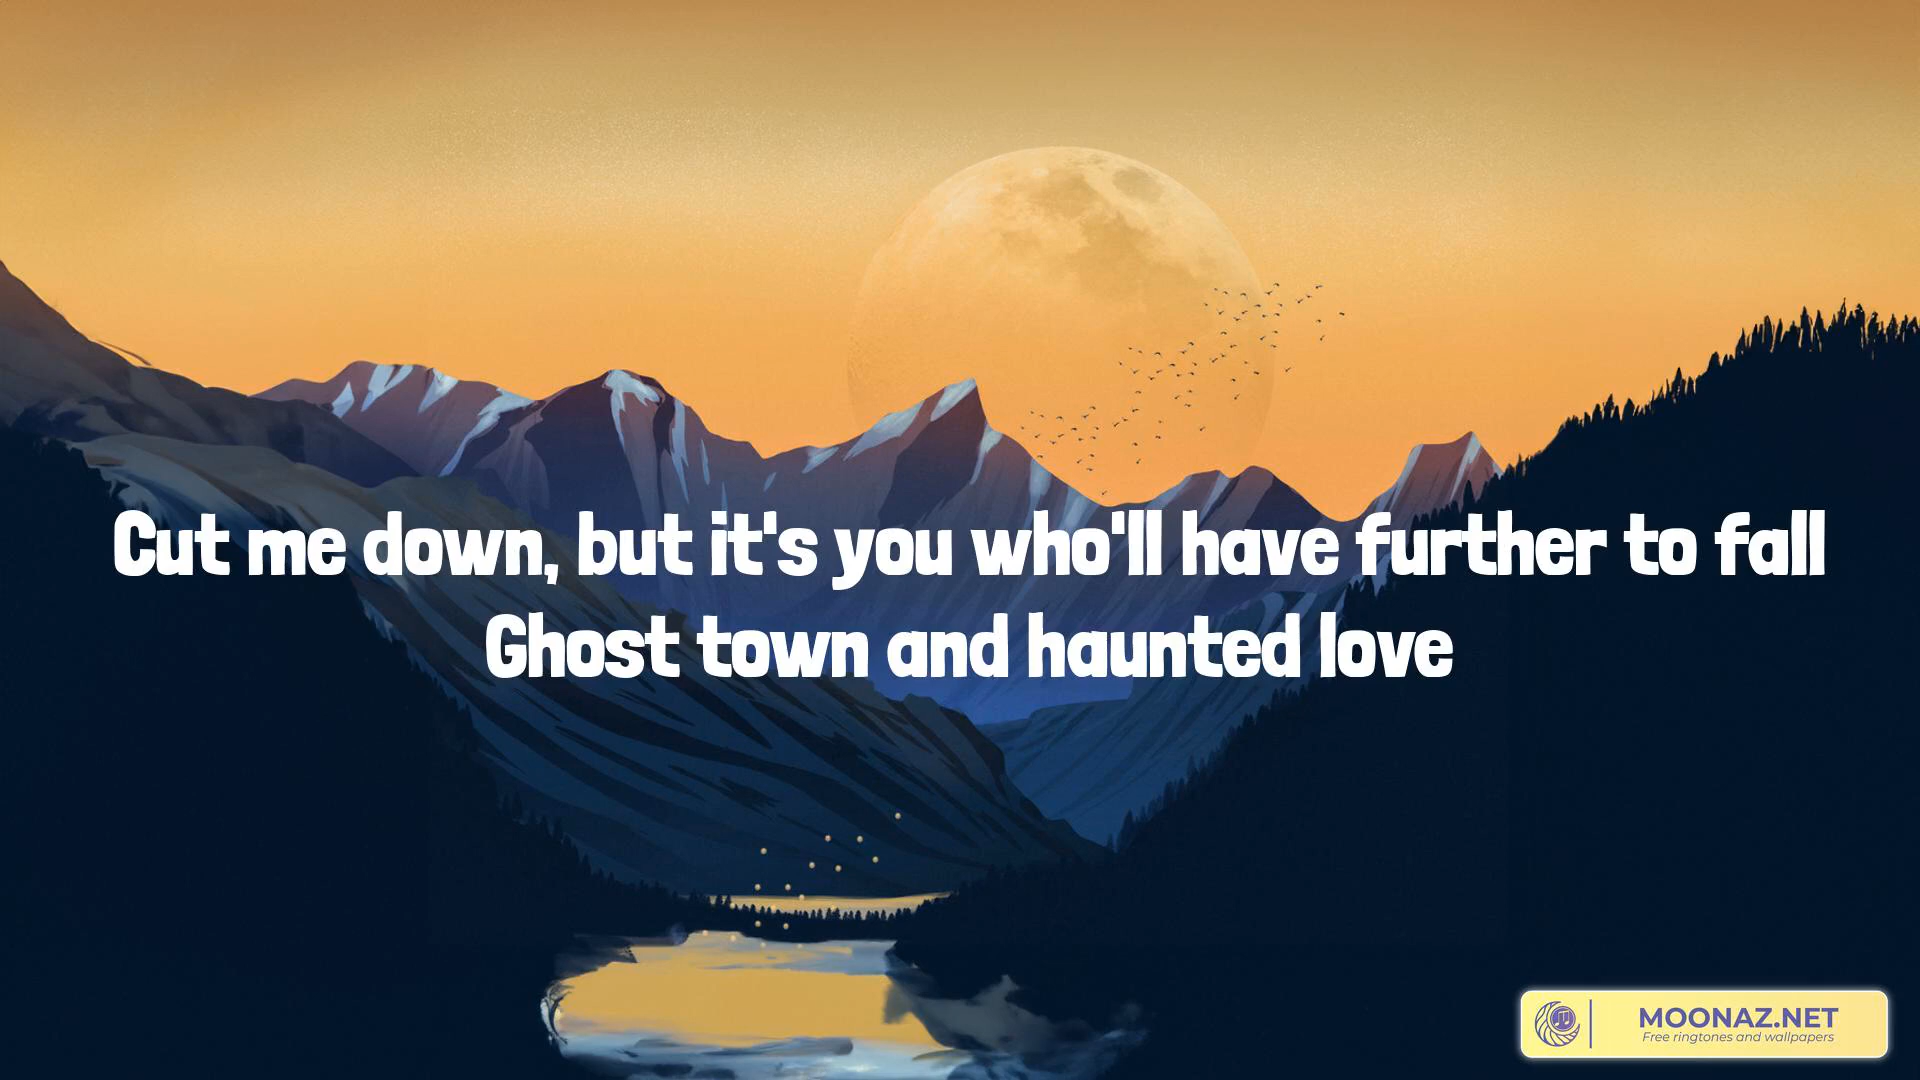 Cut me down, but it's you who'll have further to fall
Ghost town and haunted love
MOONAZ.NET
Free ringtones and wallpapers